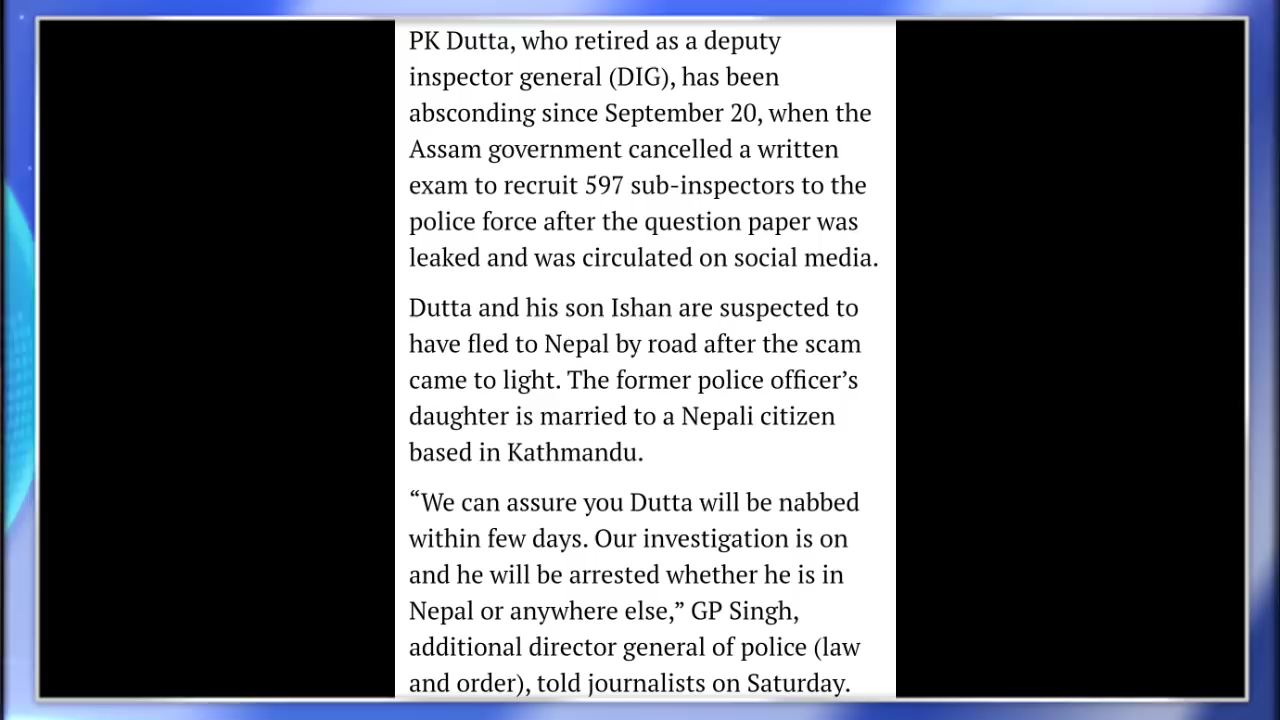 PK Dutta, who retired as a deputy
inspector general (DIG), has been
absconding since September 20, when the
Assam government cancelled a written
exam to recruit 597 sub-inspectors to the
police force after the question paper was
leaked and was circulated on social media.
Dutta and his son Ishan are suspected to
have fled to Nepal by road after the scam
came to light. The former police officer’s
daughter is married to a Nepali citizen
based in Kathmandu.
“We can assure you Dutta will be nabbed
within few days. Our investigation is on
and he will be arrested whether he is in
Nepal or anywhere else,” GP Singh,
additional director general of police (law
and order), told journalists on Saturday.